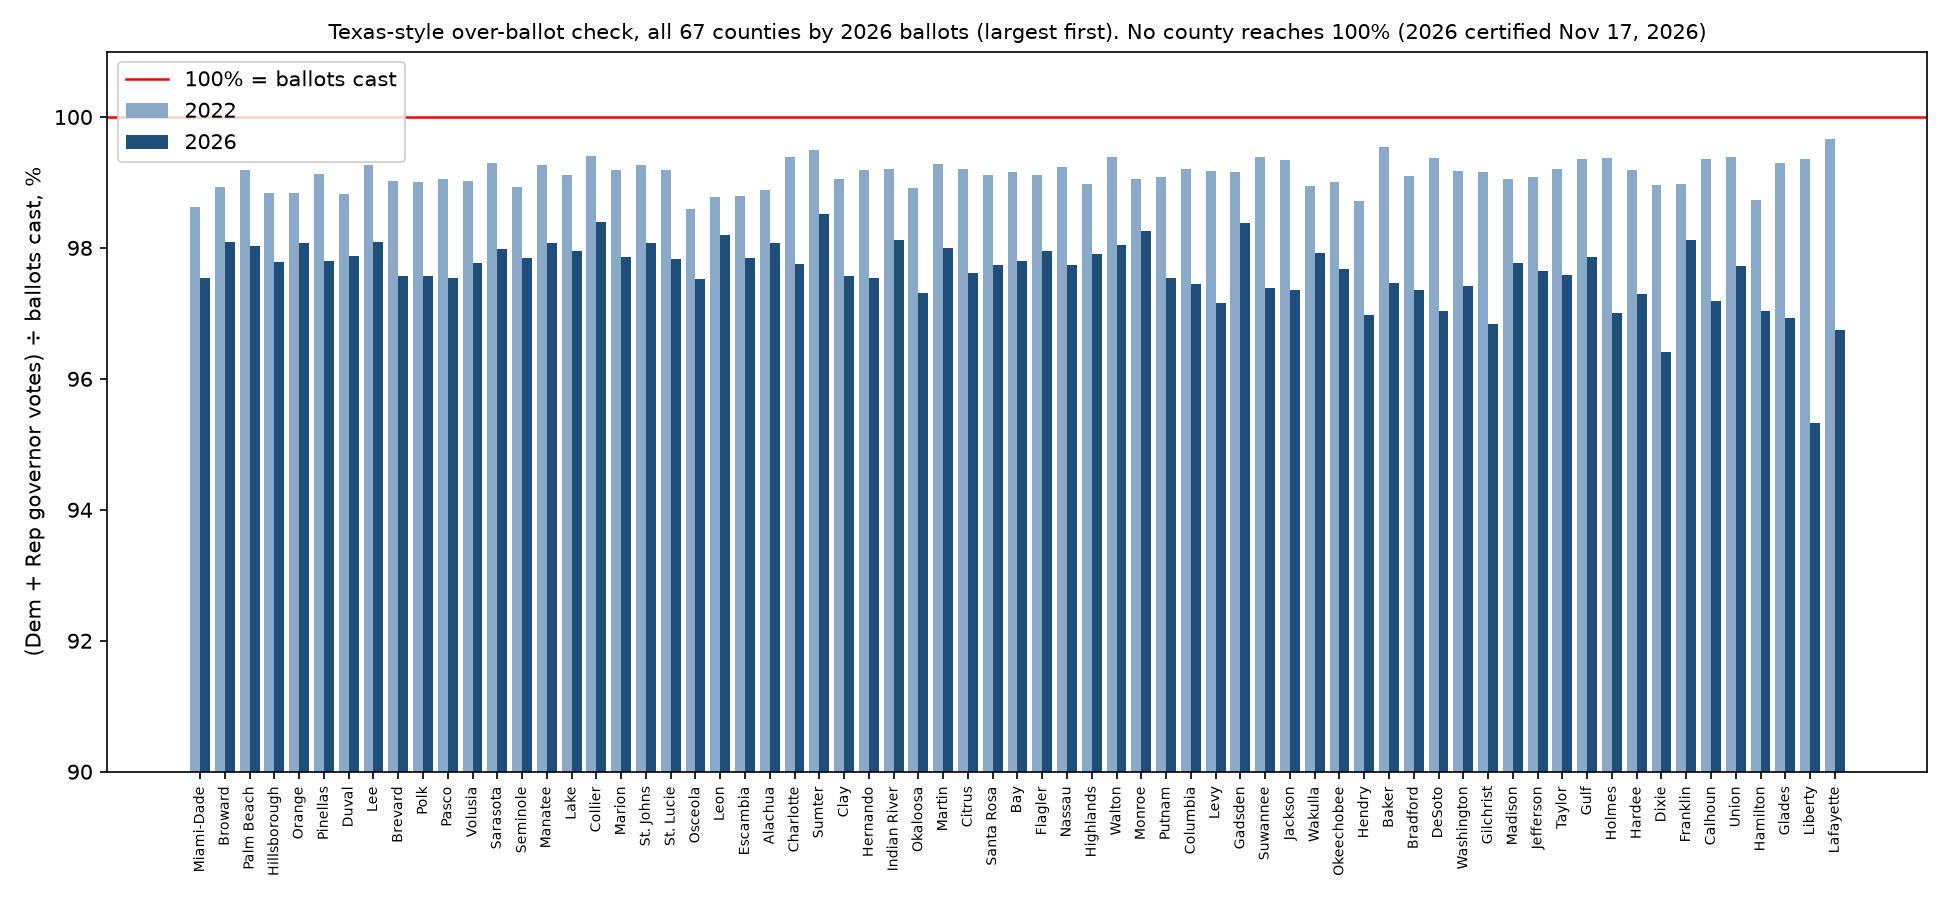 Texas-style over-ballot check, all 67 counties by 2026 ballots (largest first). No county reaches 100% (2026 certified Nov 17, 2026)
100% = ballots cast
2022
2026
(Dem + Rep governor votes) ÷ ballots cast, %
100
98
96
94
92
90
Miami-Dade
Broward
Palm Beach
Hillsborough
Orange
Pinellas
Duval
Lee
Brevard
Polk
Pasco
Volusia
Sarasota
Seminole
Manatee
Lake
Collier
Marion
St. Johns
St. Lucie
Osceola
Leon
Escambia
Alachua
Charlotte
Sumter
Clay
Hernando
Indian River
Okaloosa
Martin
Citrus
Santa Rosa
Bay
Flagler
Nassau
Highlands
Walton
Monroe
Putnam
Columbia
Levy
Gadsden
Suwannee
Jackson
Wakulla
Okeechobee
Hendry
Baker
Bradford
DeSoto
Washington
Gilchrist
Madison
Jefferson
Taylor
Gulf
Holmes
Hardee
Dixie
Franklin
Calhoun
Union
Hamilton
Glades
Liberty
Lafayette